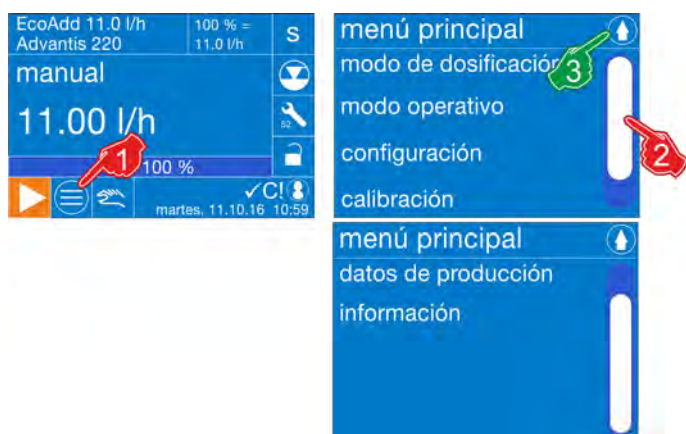 EcoAdd 11.0 l/h
Advantis 220
100 % =
11.0 l/h
S
manual
11.00 l/h
52
100 %
✓C!
martes, 11.10.16 10:59
1
menú principal
modo de dosificación
modo operativo
configuración
calibración
3
2
menú principal
datos de producción
información